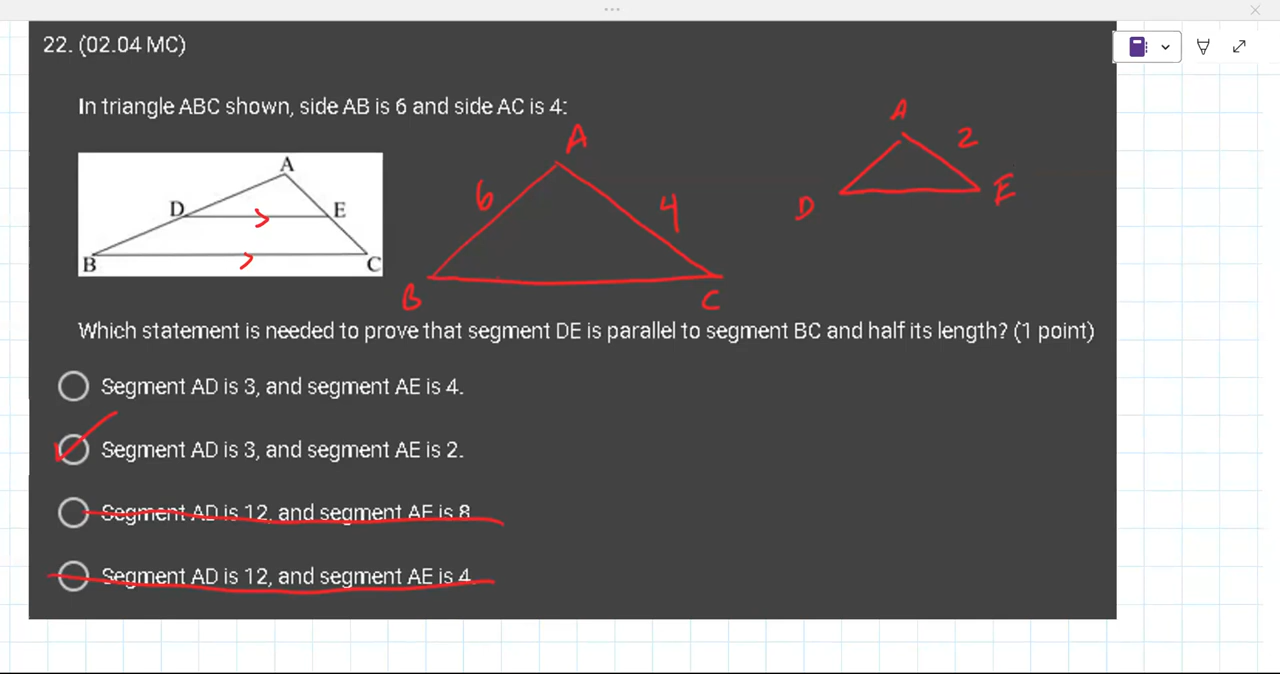 22. (02.04 MC)
In triangle ABC shown, side AB is 6 and side AC is 4:
A
D
E
B
C
A
6
4
B
C
A
2
D
E
Which statement is needed to prove that segment DE is parallel to segment BC and half its length? (1 point)
Segment AD is 3, and segment AE is 4.
Segment AD is 3, and segment AE is 2.
Segment AD is 12, and segment AE is 8
Segment AD is 12, and segment AE is 4